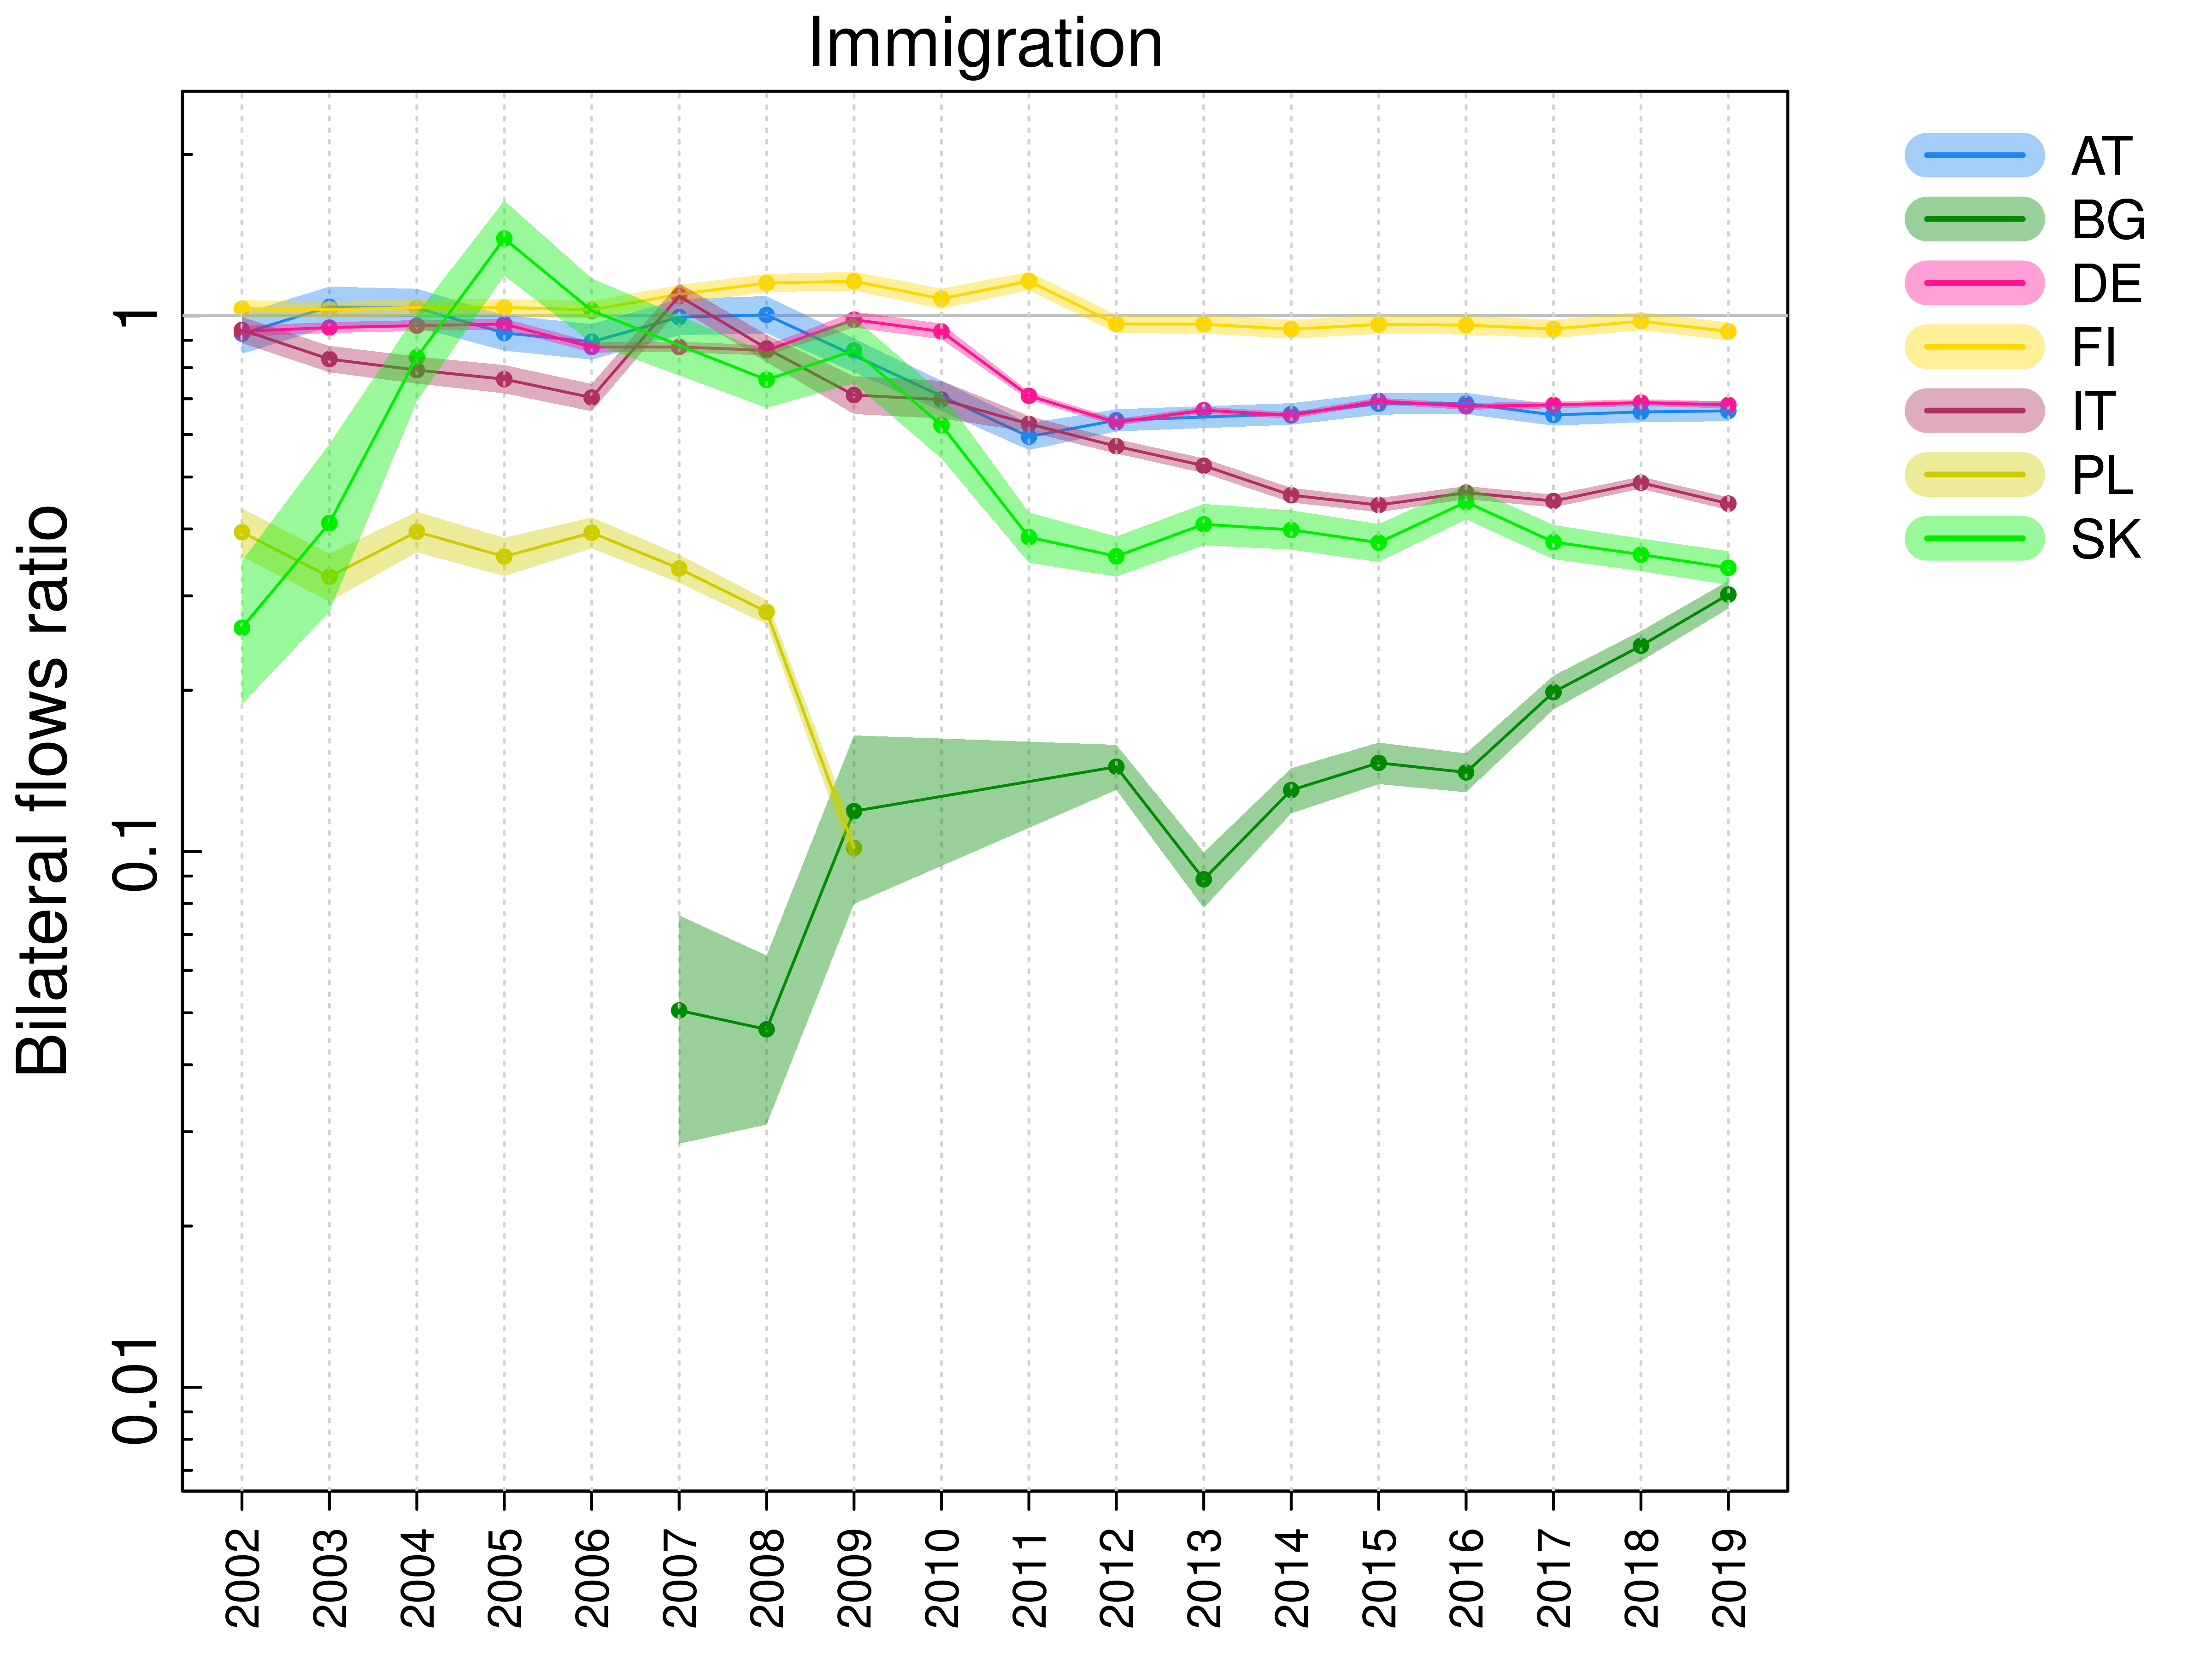 Immigration
Bilateral flows ratio
1
0.1
0.01
2002
2003
2004
2005
2006
2007
2008
2009
2010
2011
2012
2013
2014
2015
2016
2017
2018
2019
AT
BG
DE
FI
IT
PL
SK